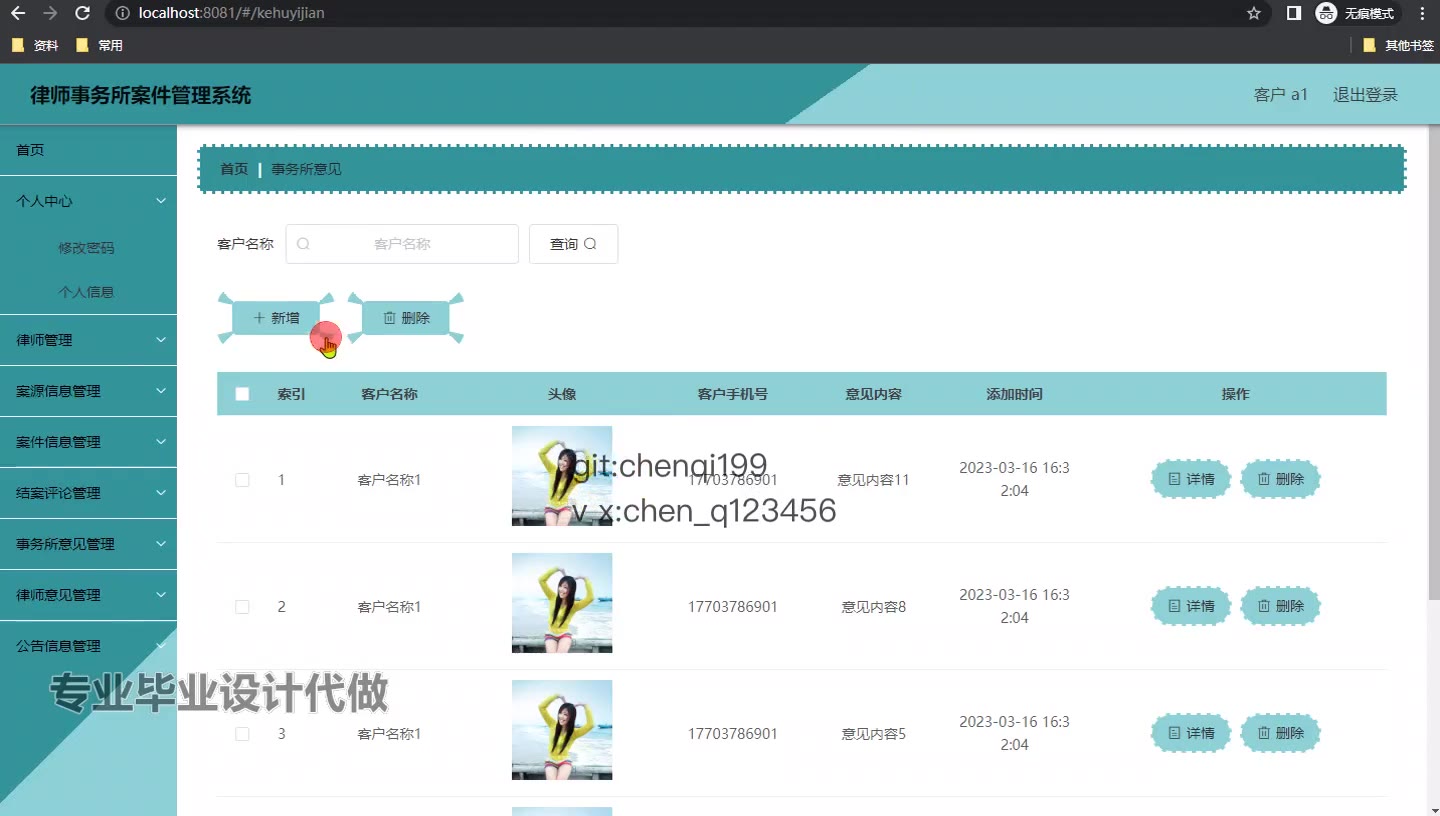 localhost:8081/#/kehuyijian
无痕模式
资料 常用 其他书签
律师事务所案件管理系统
客户 a1 退出登录
首页
个人中心
修改密码
个人信息
律师管理
案源信息管理
案件信息管理
结案评论管理
事务所意见管理
律师意见管理
公告信息管理
首页 事务所意见
客户名称 客户名称 查询
新增 删除
索引 客户名称 头像 客户手机号 意见内容 添加时间 操作
1 客户名称1 17703786901 意见内容11 2023-03-16 16:3
2:04 详情 删除
git:chenqi199
v_x:chen_q123456
2 客户名称1 17703786901 意见内容8 2023-03-16 16:3
2:04 详情 删除
专业毕业设计代做
3 客户名称1 17703786901 意见内容5 2023-03-16 16:3
2:04 详情 删除